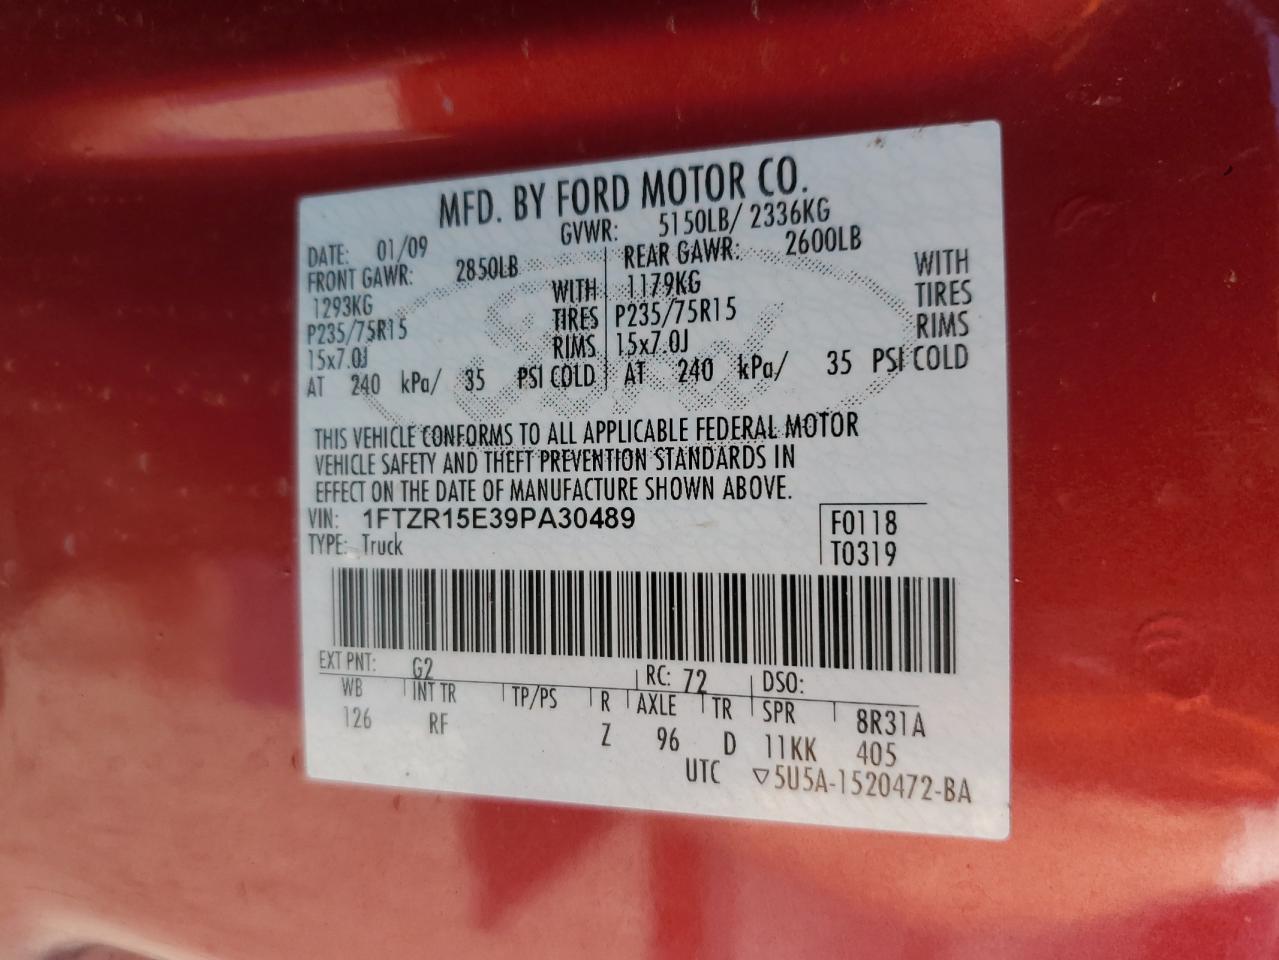 MFD. BY FORD MOTOR CO.
DATE: 01/09 GVWR: 5150LB/ 2336KG
FRONT GAWR: 2850LB REAR GAWR: 2600LB
1293KG WITH 1179KG WITH
P235/75R15 TIRES P235/75R15 TIRES
15x7.0J RIMS 15x7.0J RIMS
AT 240 kPa/ 35 PSI COLD AT 240 kPa/ 35 PSI COLD
THIS VEHICLE CONFORMS TO ALL APPLICABLE FEDERAL MOTOR
VEHICLE SAFETY AND THEFT PREVENTION STANDARDS IN
EFFECT ON THE DATE OF MANUFACTURE SHOWN ABOVE.
VIN: 1FTZR15E39PA30489 F0118
TYPE: Truck T0319
EXT PNT: G2 RC: 72 DSO:
WB INT TR TP/PS R AXLE TR SPR 8R31A
126 RF Z 96 D 11KK 405
UTC ▽5U5A-1520472-BA